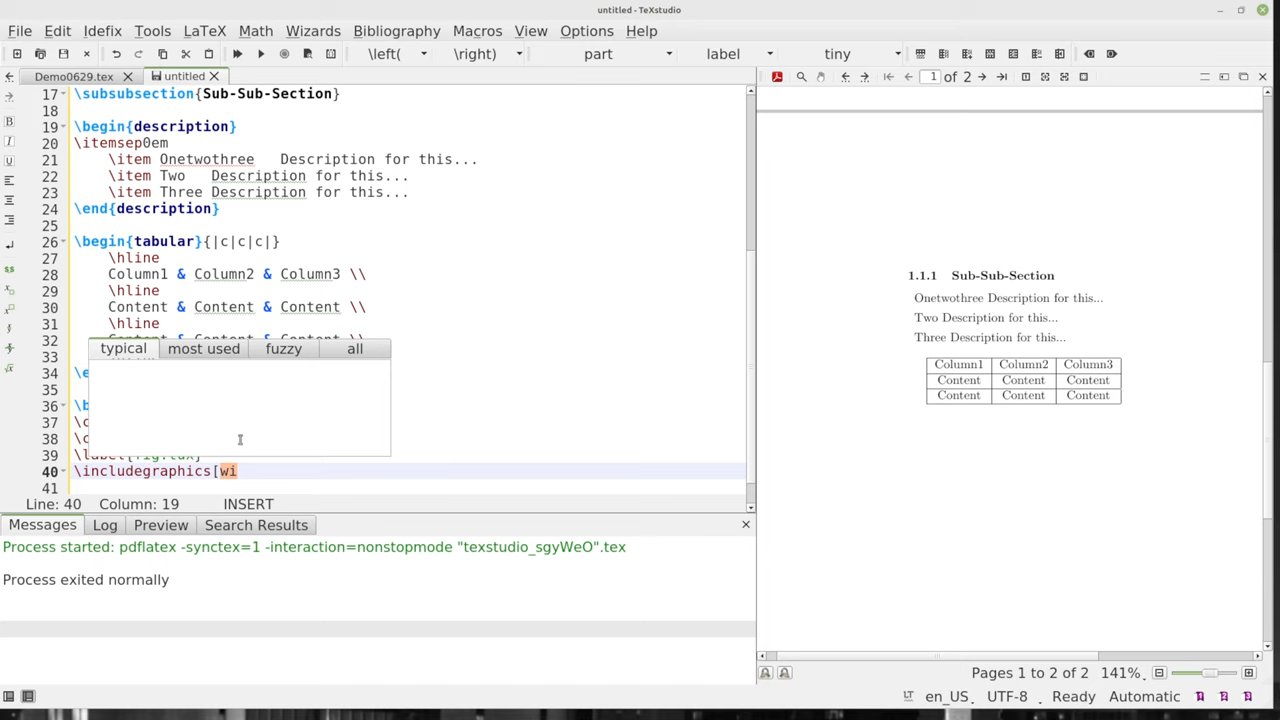 untitled - TeXstudio
File Edit Idefix Tools LaTeX Math Wizards Bibliography Macros View Options Help
\left( \right) part label tiny
Demo0629.tex untitled
1 of 2
17 \subsubsection{Sub-Sub-Section}
18
19 \begin{description}
20 \itemsep0em
21 \item Onetwothree Description for this...
22 \item Two Description for this...
23 \item Three Description for this...
24 \end{description}
25
26 \begin{tabular}{|c|c|c|}
27 \hline
28 Column1 & Column2 & Column3 \\
29 \hline
30 Content & Content & Content \\
31 \hline
32 Content & Content & Content \\
33
34 \e
35
36 \b
37 \c
38 \c
39 \label{fig:tux}
40 \includegraphics[wi
41
typical most used fuzzy all
Line: 40 Column: 19 INSERT
Messages Log Preview Search Results
Process started: pdflatex -synctex=1 -interaction=nonstopmode "texstudio_sgyWeO".tex
Process exited normally
1.1.1 Sub-Sub-Section
Onetwothree Description for this...
Two Description for this...
Three Description for this...
Column1 Column2 Column3
Content Content Content
Content Content Content
Pages 1 to 2 of 2 141%
en_US UTF-8 Ready Automatic